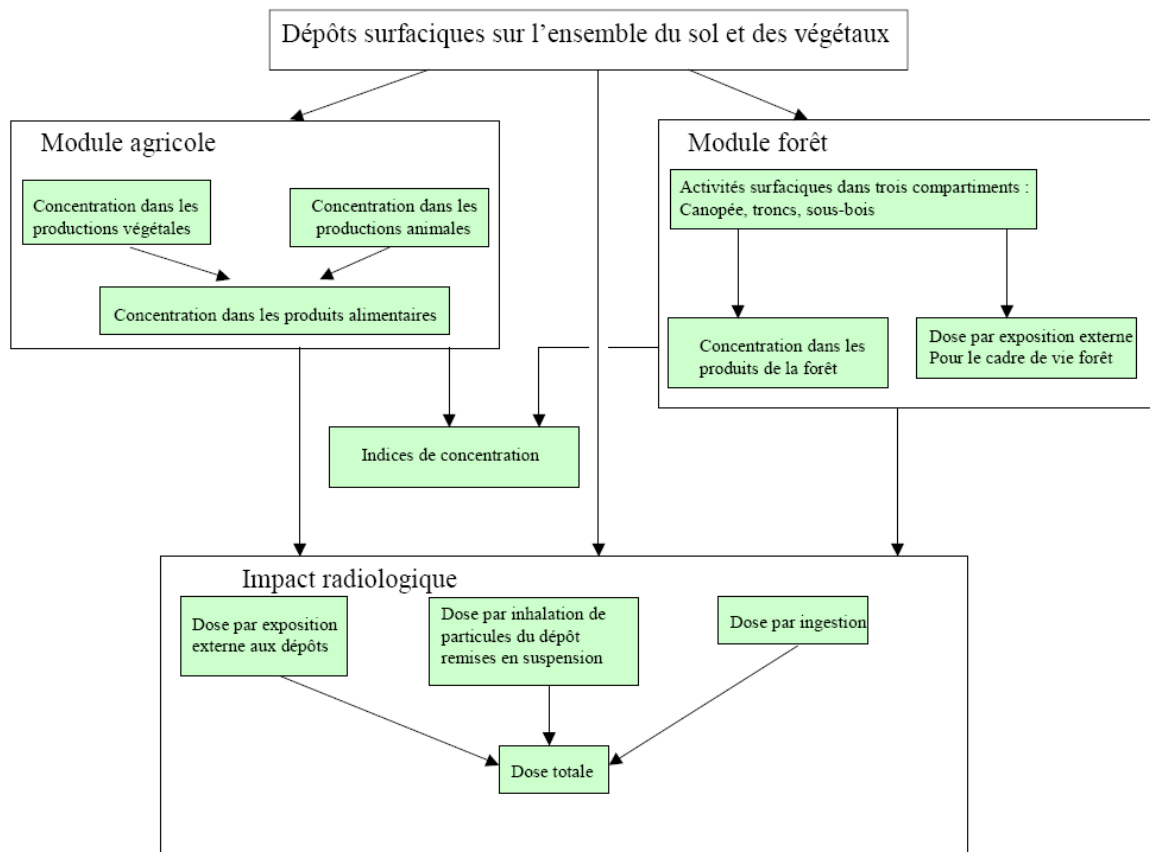 Dépôts surfaciques sur l'ensemble du sol et des végétaux
Module agricole
Concentration dans les
productions végétales
Concentration dans les
productions animales
Concentration dans les produits alimentaires
Module forêt
Activités surfaciques dans trois compartiments :
Canopée, troncs, sous-bois
Concentration dans les
produits de la forêt
Dose par exposition externe
Pour le cadre de vie forêt
Indices de concentration
Impact radiologique
Dose par exposition
externe aux dépôts
Dose par inhalation de
particules du dépôt
remises en suspension
Dose par ingestion
Dose totale